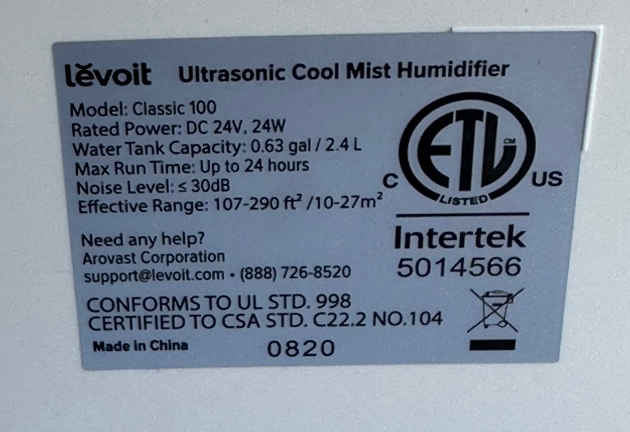 lěvoit Ultrasonic Cool Mist Humidifier
Model: Classic 100
Rated Power: DC 24V, 24W
Water Tank Capacity: 0.63 gal / 2.4 L
Max Run Time: Up to 24 hours
Noise Level: ≤ 30dB
Effective Range: 107-290 ft² /10-27m²
ETL CM
LISTED
C US
Intertek
5014566
Need any help?
Arovast Corporation
support@levoit.com • (888) 726-8520
CONFORMS TO UL STD. 998
CERTIFIED TO CSA STD. C22.2 NO.104
Made in China 0820